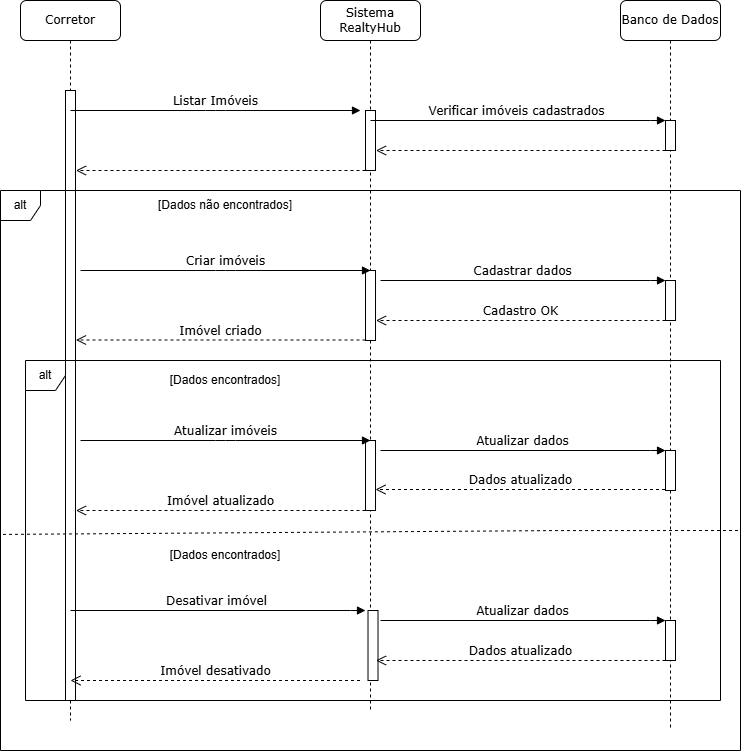 Corretor
Sistema
RealtyHub
Banco de Dados
Listar Imóveis
Verificar imóveis cadastrados
alt
[Dados não encontrados]
Criar imóveis
Cadastrar dados
Cadastro OK
Imóvel criado
alt
[Dados encontrados]
Atualizar imóveis
Atualizar dados
Dados atualizado
Imóvel atualizado
[Dados encontrados]
Desativar imóvel
Atualizar dados
Dados atualizado
Imóvel desativado